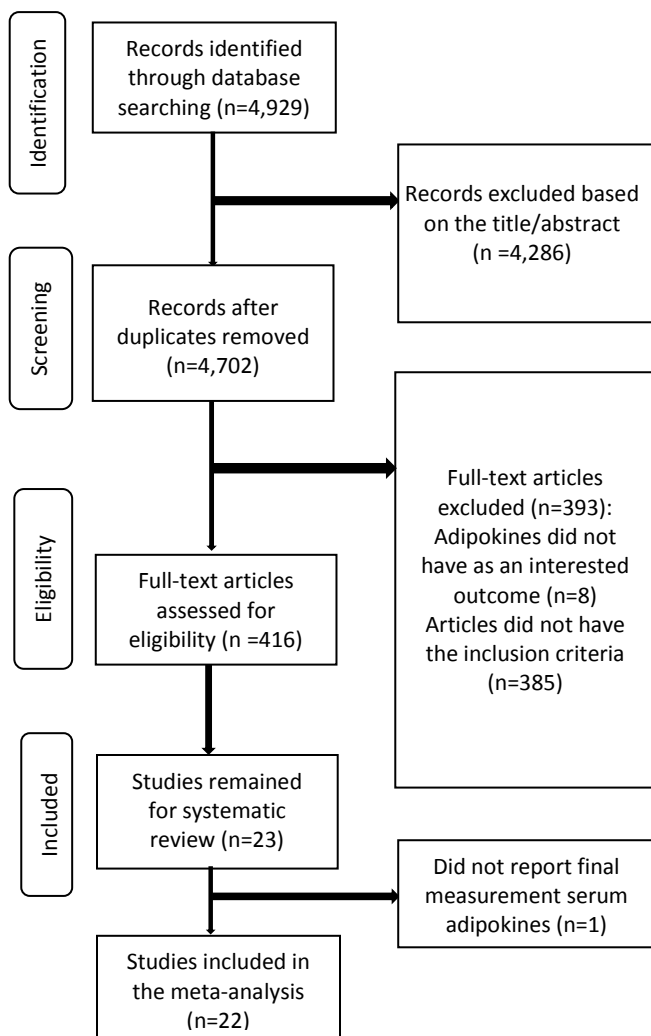 Identification
Records identified
through database
searching (n=4,929)
Records excluded based
on the title/abstract
(n =4,286)
Screening
Records after
duplicates removed
(n=4,702)
Full-text articles
excluded (n=393):
Adipokines did not
have as an interested
outcome (n=8)
Articles did not have
the inclusion criteria
(n=385)
Eligibility
Full-text articles
assessed for
eligibility (n =416)
Included
Studies remained
for systematic
review (n=23)
Did not report final
measurement serum
adipokines (n=1)
Studies included in
the meta-analysis
(n=22)